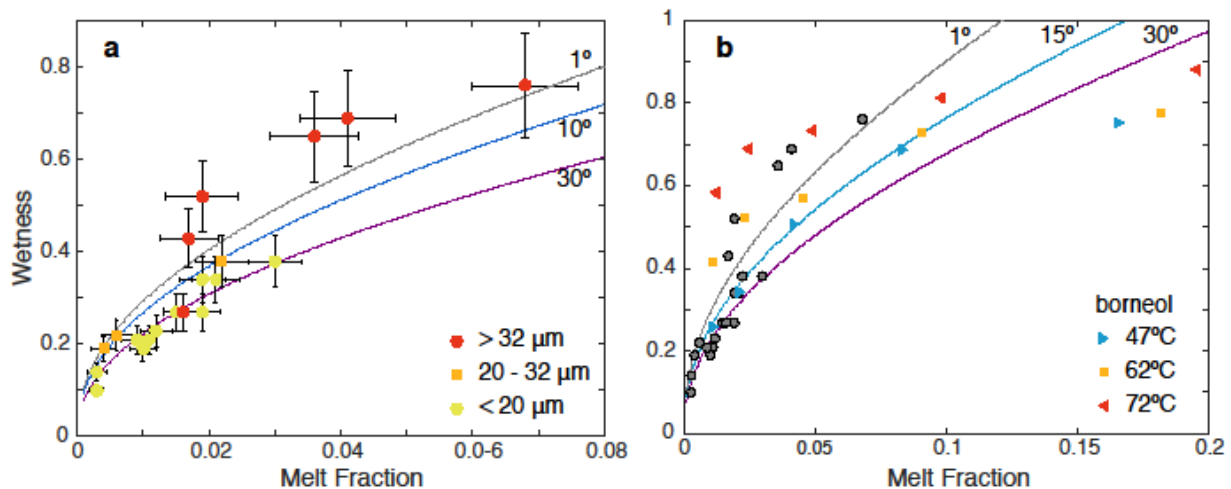 a
1º
10º
30º
0.8
0.6
0.4
0.2
0
Wetness
> 32 µm
20 - 32 µm
< 20 µm
0.02
0.04
0.0-6
0.08
Melt Fraction
b
1º
15º
30º
1
0.8
0.6
0.4
0.2
0
borneol
47ºC
62ºC
72ºC
0
0.05
0.1
0.15
0.2
Melt Fraction